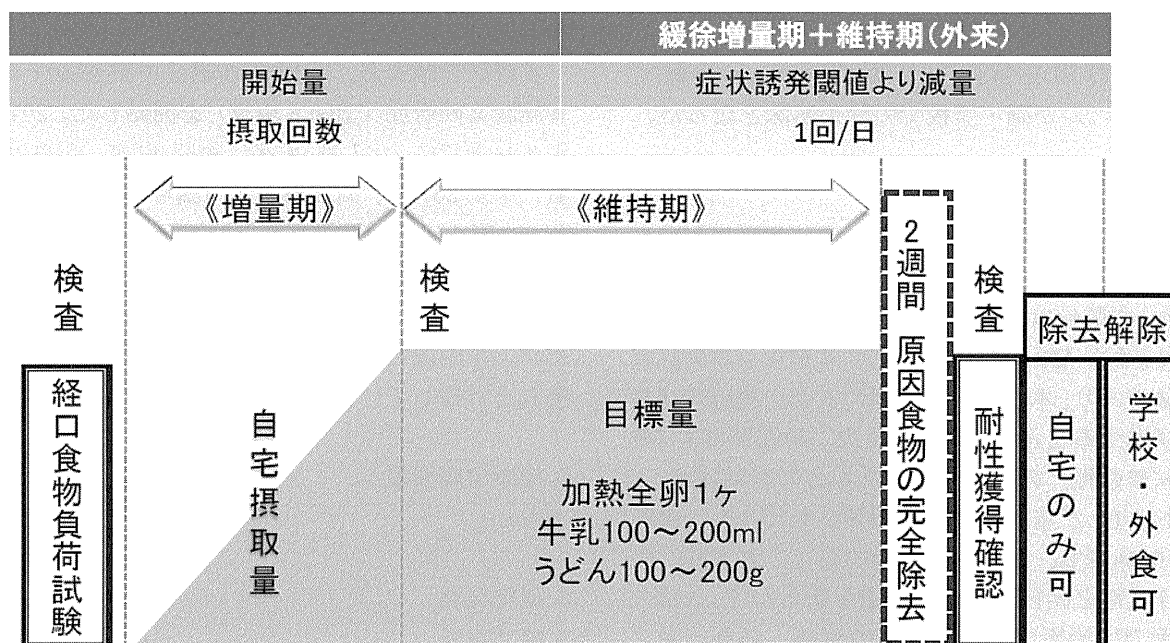 緩徐増量期＋維持期(外来)
開始量
症状誘発閾値より減量
摂取回数
1回/日
《増量期》
《維持期》
検査
経口食物負荷試験
自宅摂取量
検査
目標量
加熱全卵1ヶ
牛乳100～200ml
うどん100～200g
2週間 原因食物の完全除去
検査
耐性獲得確認
除去解除
自宅のみ可
学校・外食可